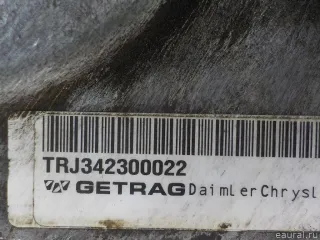 TRJ342300022
GETRAG DaimlerChrysl
eaural.ru